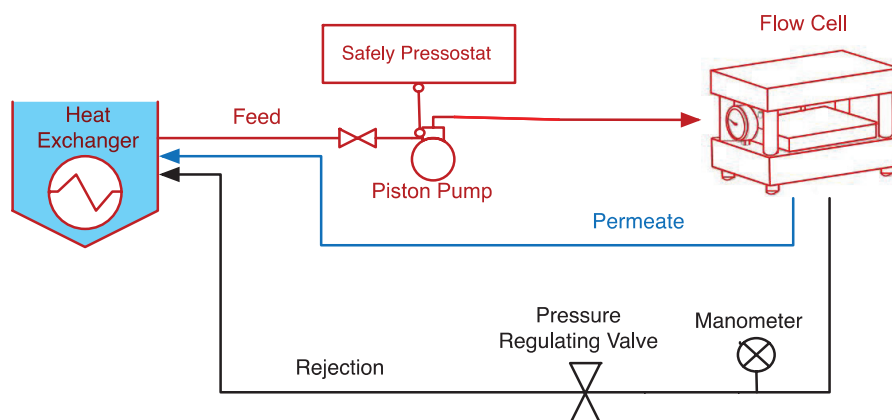 Flow Cell
Safely Pressostat
Heat
Exchanger
Feed
Piston Pump
Permeate
Pressure
Regulating Valve
Manometer
Rejection